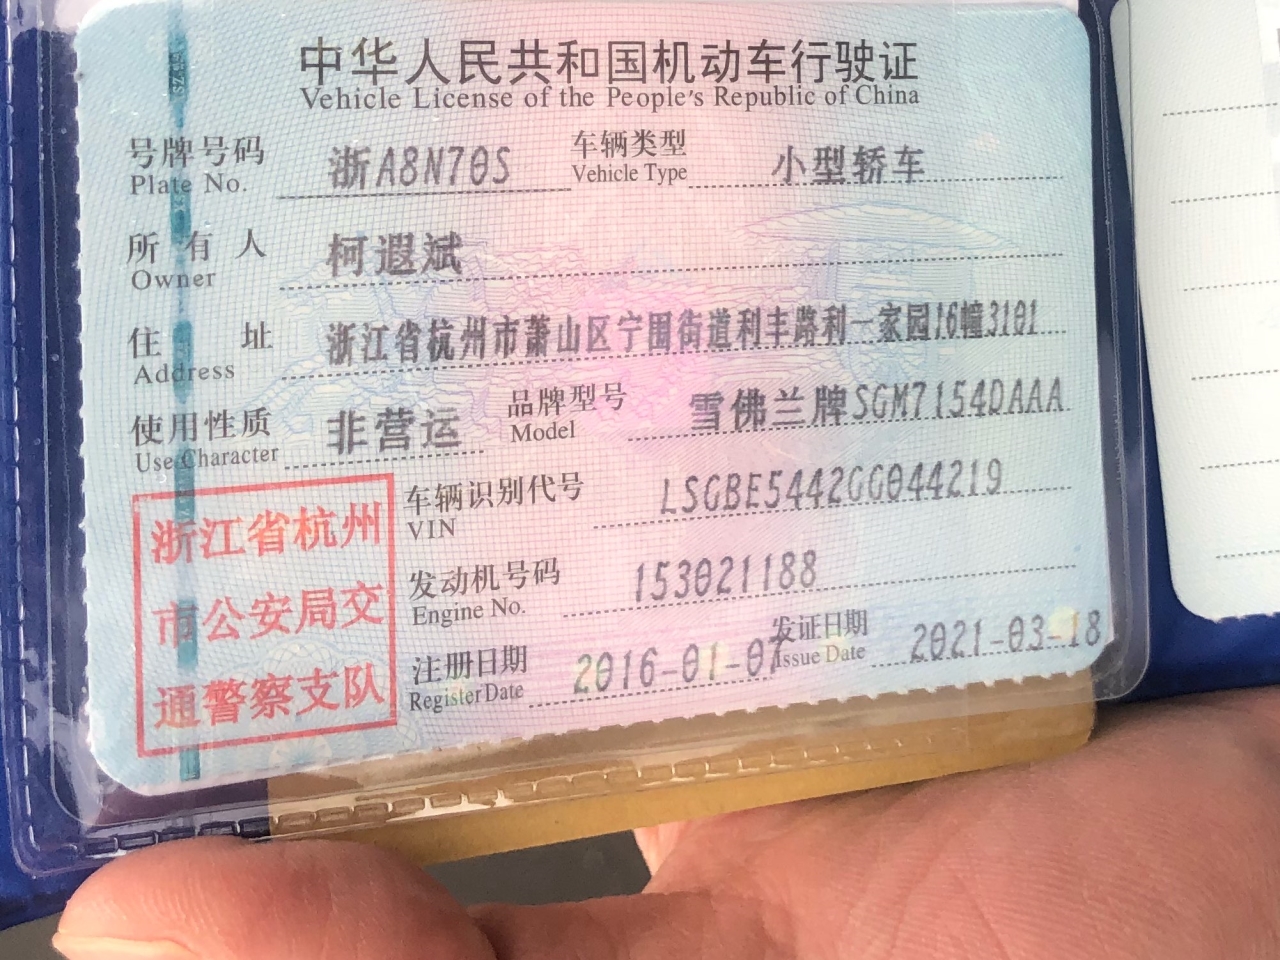 中华人民共和国机动车行驶证
Vehicle License of the People's Republic of China
号牌号码 浙A8N70S 车辆类型 小型轿车
Plate No. Vehicle Type
所有人 柯遐斌
Owner
住址 浙江省杭州市萧山区宁围街道利丰路利一家园16幢3101
Address
使用性质 非营运 品牌型号 雪佛兰牌SGM7154DAAA
Use Character Model
车辆识别代号 LSGBE5442GG044219
VIN
发动机号码 153021188
Engine No.
注册日期 2016-01-07 发证日期 2021-03-18
Register Date Issue Date
浙江省杭州
市公安局交
通警察支队